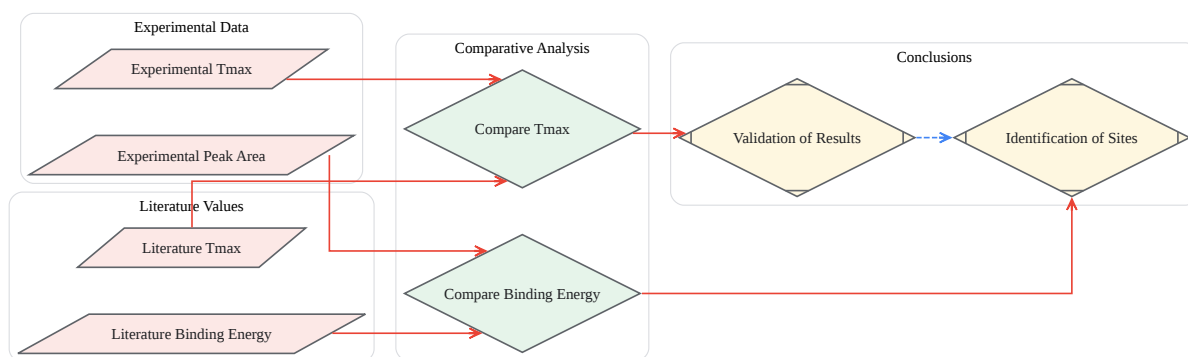 Experimental Data
Experimental Tmax
Experimental Peak Area
Literature Values
Literature Tmax
Literature Binding Energy
Comparative Analysis
Compare Tmax
Compare Binding Energy
Conclusions
Validation of Results
Identification of Sites